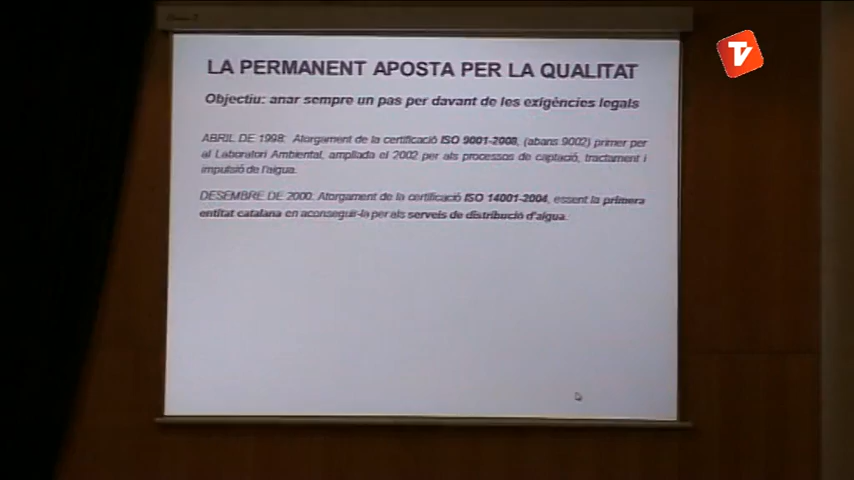 LA PERMANENT APOSTA PER LA QUALITAT
Objectiu: anar sempre un pas per davant de les exigències legals
ABRIL DE 1998: Atorgament de la certificació ISO 9001-2008, (abans 9002) primer per
al Laboratori Ambiental, ampliada el 2002 per als processos de captació, tractament i
impulsió de l'aigua.
DESEMBRE DE 2000. Atorgament de la certificació ISO 14001-2004, essent la primera
entitat catalana en aconseguir-la per als serveis de distribució d'aigua.
TV